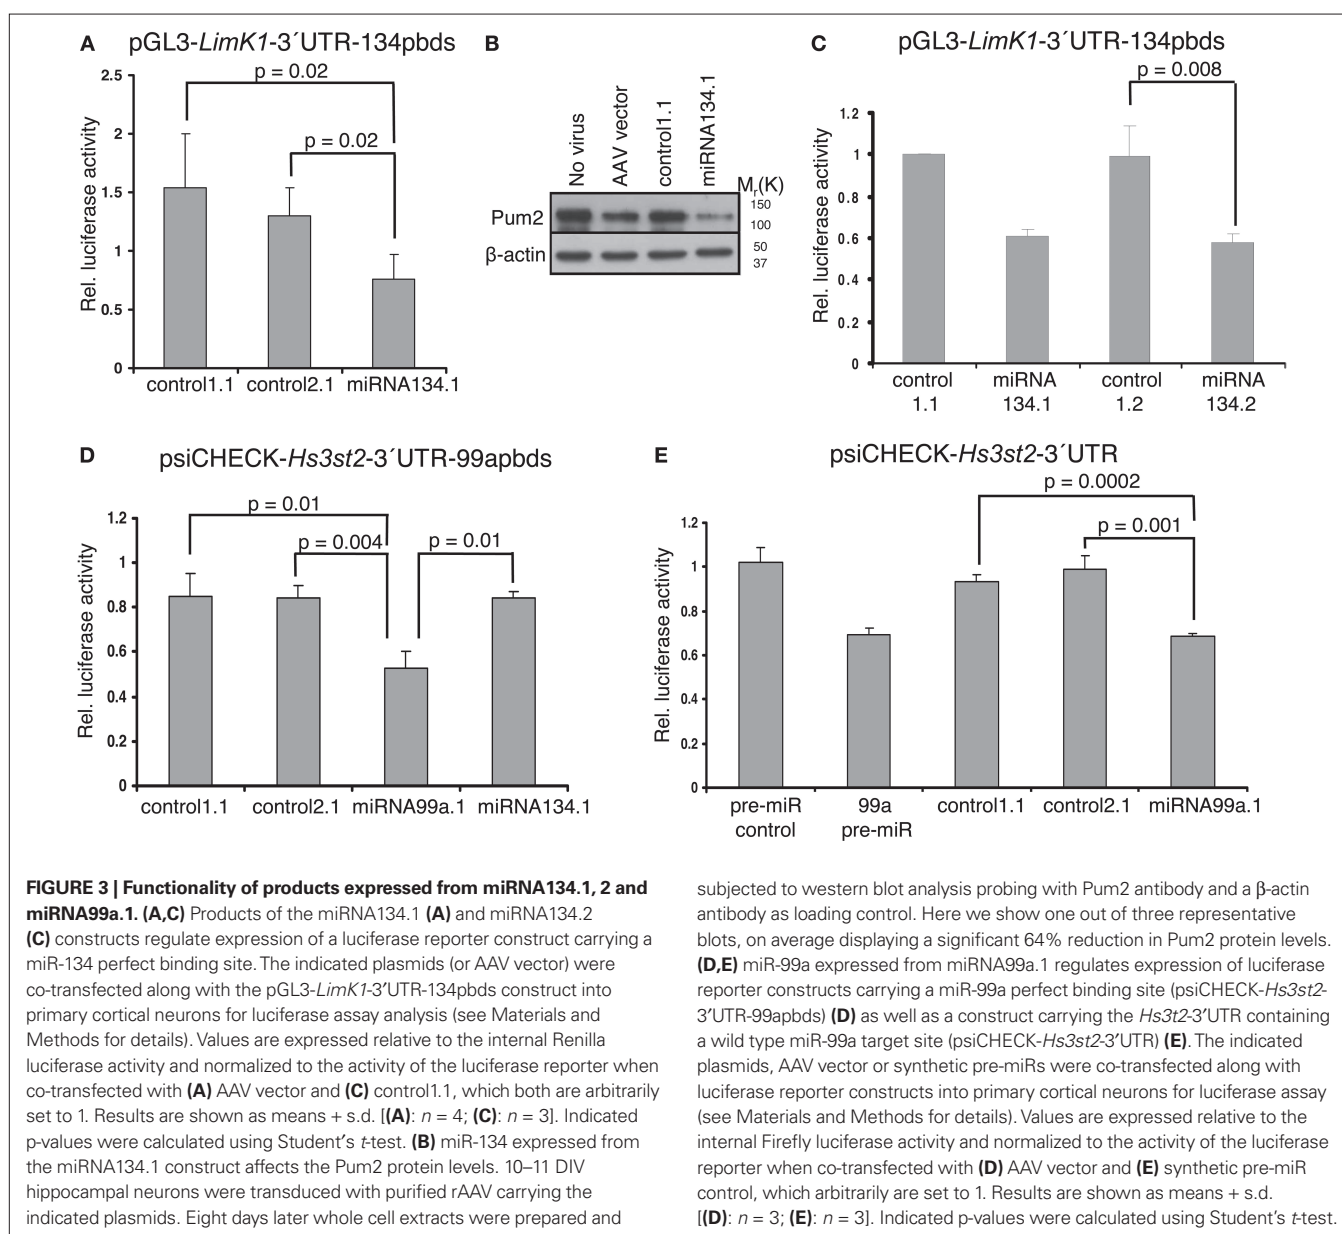 A
pGL3-LimK1-3´UTR-134pbds
p = 0.02
p = 0.02
Rel. luciferase activity
2.5
2
1.5
1
0.5
0
control1.1
control2.1
miRNA134.1
B
No virus
AAV vector
control1.1
miRNA134.1
Mr(K)
Pum2
β-actin
150
100
50
37
C
pGL3-LimK1-3´UTR-134pbds
p = 0.008
Rel. luciferase activity
1.2
1
0.8
0.6
0.4
0.2
0
control 1.1
miRNA 134.1
control 1.2
miRNA 134.2
D
psiCHECK-Hs3st2-3´UTR-99apbds
p = 0.01
p = 0.004
p = 0.01
Rel. luciferase activity
1.2
1
0.8
0.6
0.4
0.2
0
control1.1
control2.1
miRNA99a.1
miRNA134.1
E
psiCHECK-Hs3st2-3´UTR
p = 0.0002
p = 0.001
Rel. luciferase activity
1.2
1
0.8
0.6
0.4
0.2
0
pre-miR control
99a pre-miR
control1.1
control2.1
miRNA99a.1
FIGURE 3 | Functionality of products expressed from miRNA134.1, 2 and
miRNA99a.1. (A,C) Products of the miRNA134.1 (A) and miRNA134.2
(C) constructs regulate expression of a luciferase reporter construct carrying a
miR-134 perfect binding site. The indicated plasmids (or AAV vector) were
co-transfected along with the pGL3-LimK1-3′UTR-134pbds construct into
primary cortical neurons for luciferase assay analysis (see Materials and
Methods for details). Values are expressed relative to the internal Renilla
luciferase activity and normalized to the activity of the luciferase reporter when
co-transfected with (A) AAV vector and (C) control1.1, which both are arbitrarily
set to 1. Results are shown as means + s.d. [(A): n = 4; (C): n = 3]. Indicated
p-values were calculated using Student's t-test. (B) miR-134 expressed from
the miRNA134.1 construct affects the Pum2 protein levels. 10–11 DIV
hippocampal neurons were transduced with purified rAAV carrying the
indicated plasmids. Eight days later whole cell extracts were prepared and
subjected to western blot analysis probing with Pum2 antibody and a β-actin
antibody as loading control. Here we show one out of three representative
blots, on average displaying a significant 64% reduction in Pum2 protein levels.
(D,E) miR-99a expressed from miRNA99a.1 regulates expression of luciferase
reporter constructs carrying a miR-99a perfect binding site (psiCHECK-Hs3st2-
3′UTR-99apbds) (D) as well as a construct carrying the Hs3t2-3′UTR containing
a wild type miR-99a target site (psiCHECK-Hs3st2-3′UTR) (E). The indicated
plasmids, AAV vector or synthetic pre-miRs were co-transfected along with
luciferase reporter constructs into primary cortical neurons for luciferase assay
(see Materials and Methods for details). Values are expressed relative to the
internal Firefly luciferase activity and normalized to the activity of the luciferase
reporter when co-transfected with (D) AAV vector and (E) synthetic pre-miR
control, which arbitrarily are set to 1. Results are shown as means + s.d.
[(D): n = 3; (E): n = 3]. Indicated p-values were calculated using Student's t-test.